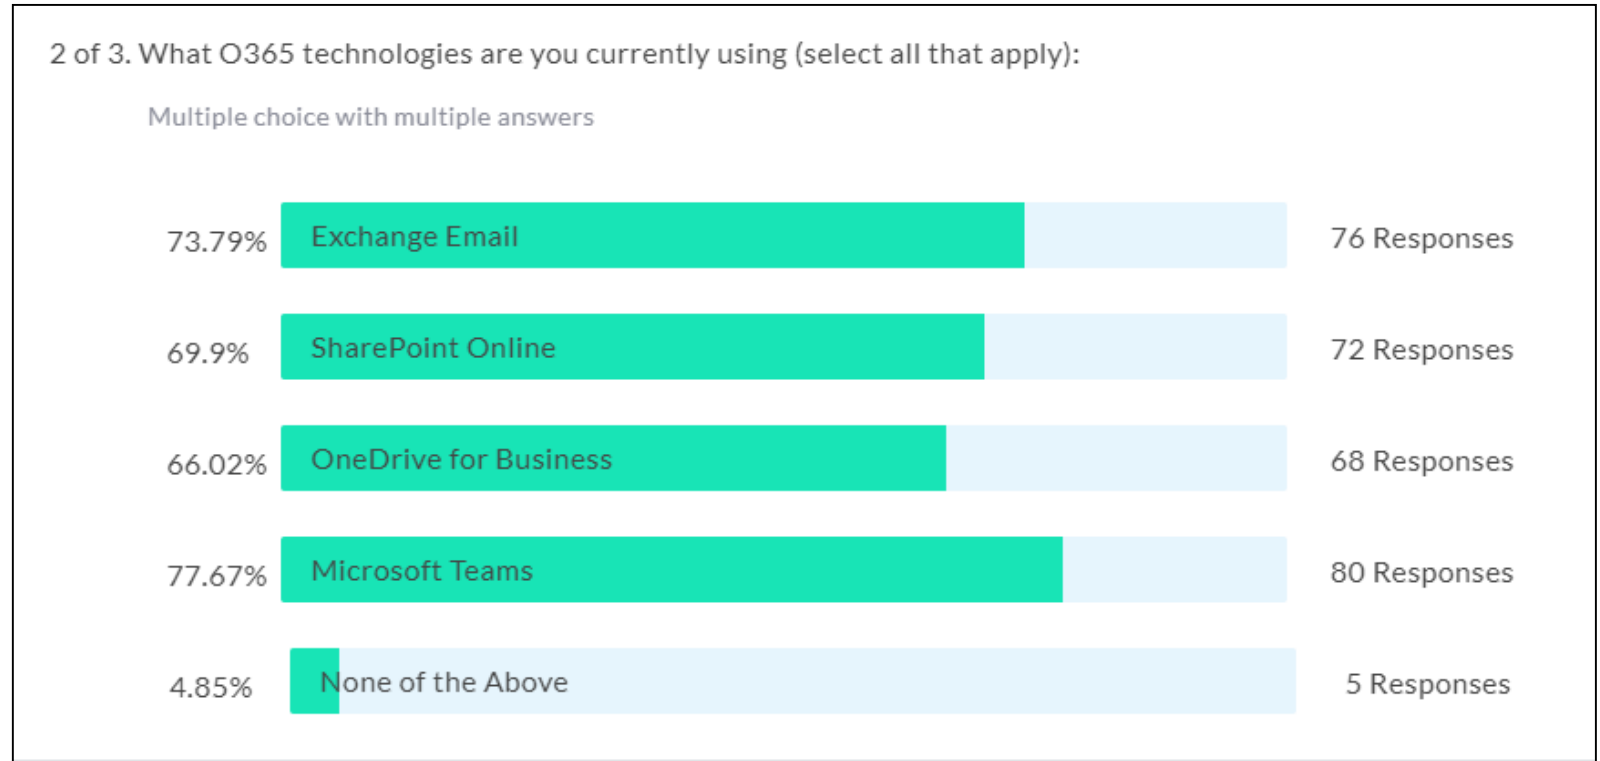 2 of 3. What O365 technologies are you currently using (select all that apply):
Multiple choice with multiple answers
73.79% Exchange Email 76 Responses
69.9% SharePoint Online 72 Responses
66.02% OneDrive for Business 68 Responses
77.67% Microsoft Teams 80 Responses
4.85% None of the Above 5 Responses